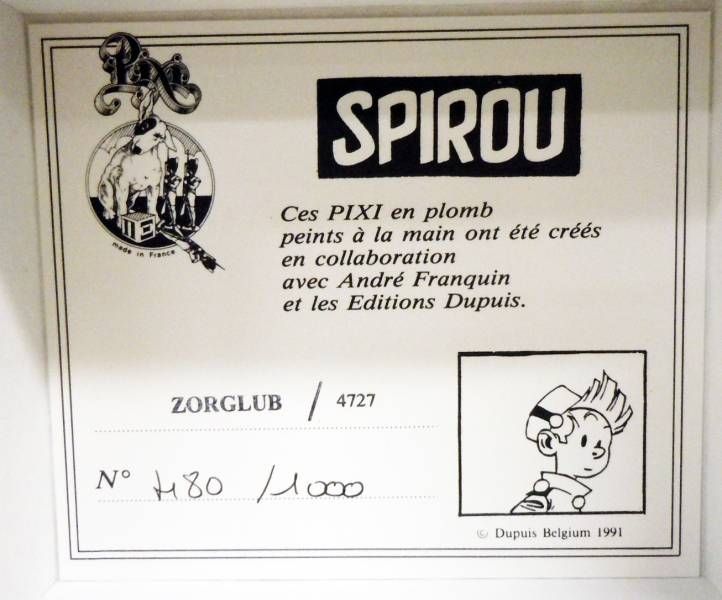 Pixi
made in France
SPIROU
Ces PIXI en plomb
peints à la main ont été créés
en collaboration
avec André Franquin
et les Editions Dupuis.
ZORGLUB / 4727
N° 480 /1000
© Dupuis Belgium 1991